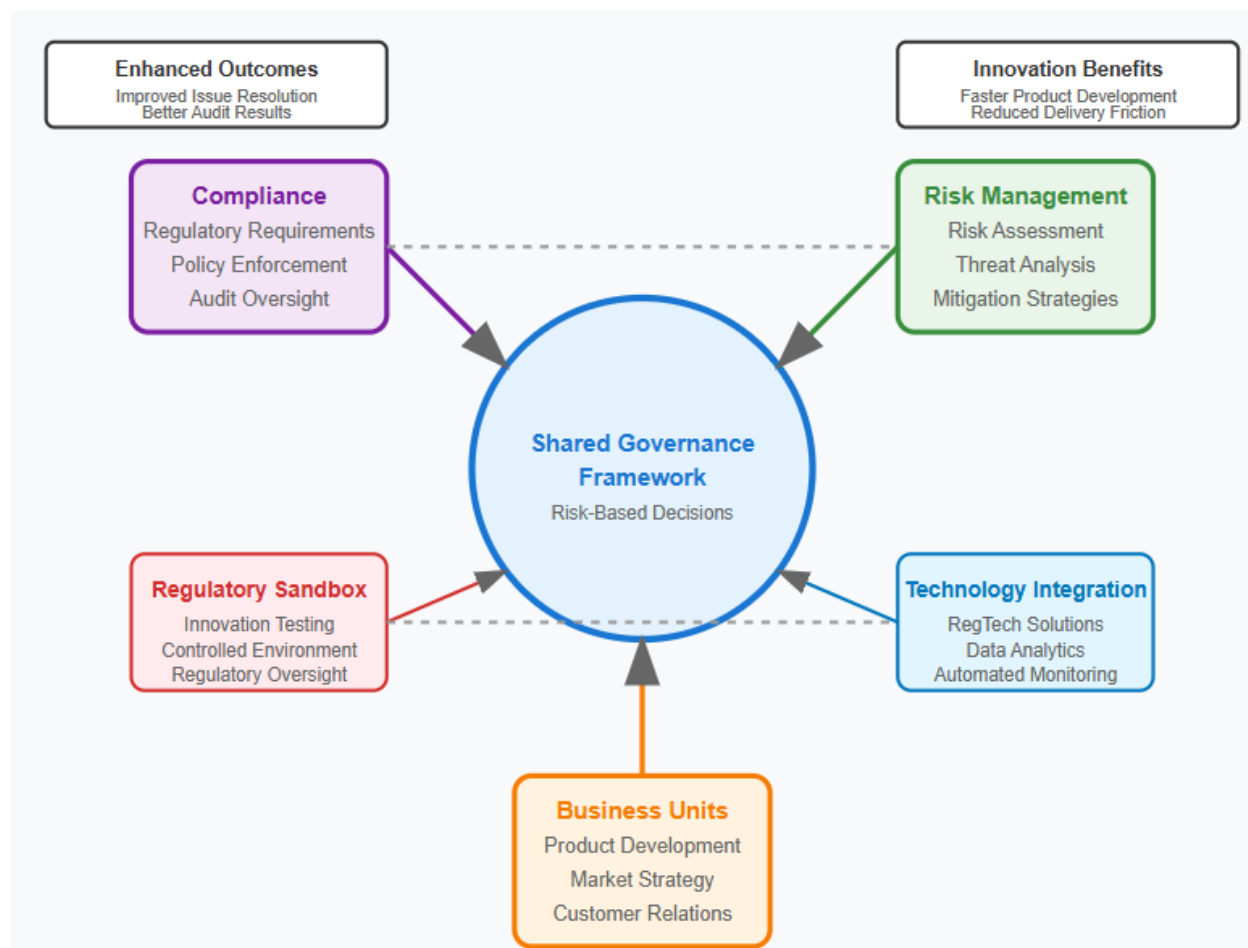 Enhanced Outcomes
Improved Issue Resolution
Better Audit Results
Innovation Benefits
Faster Product Development
Reduced Delivery Friction
Compliance
Regulatory Requirements
Policy Enforcement
Audit Oversight
Risk Management
Risk Assessment
Threat Analysis
Mitigation Strategies
Shared Governance
Framework
Risk-Based Decisions
Regulatory Sandbox
Innovation Testing
Controlled Environment
Regulatory Oversight
Technology Integration
RegTech Solutions
Data Analytics
Automated Monitoring
Business Units
Product Development
Market Strategy
Customer Relations